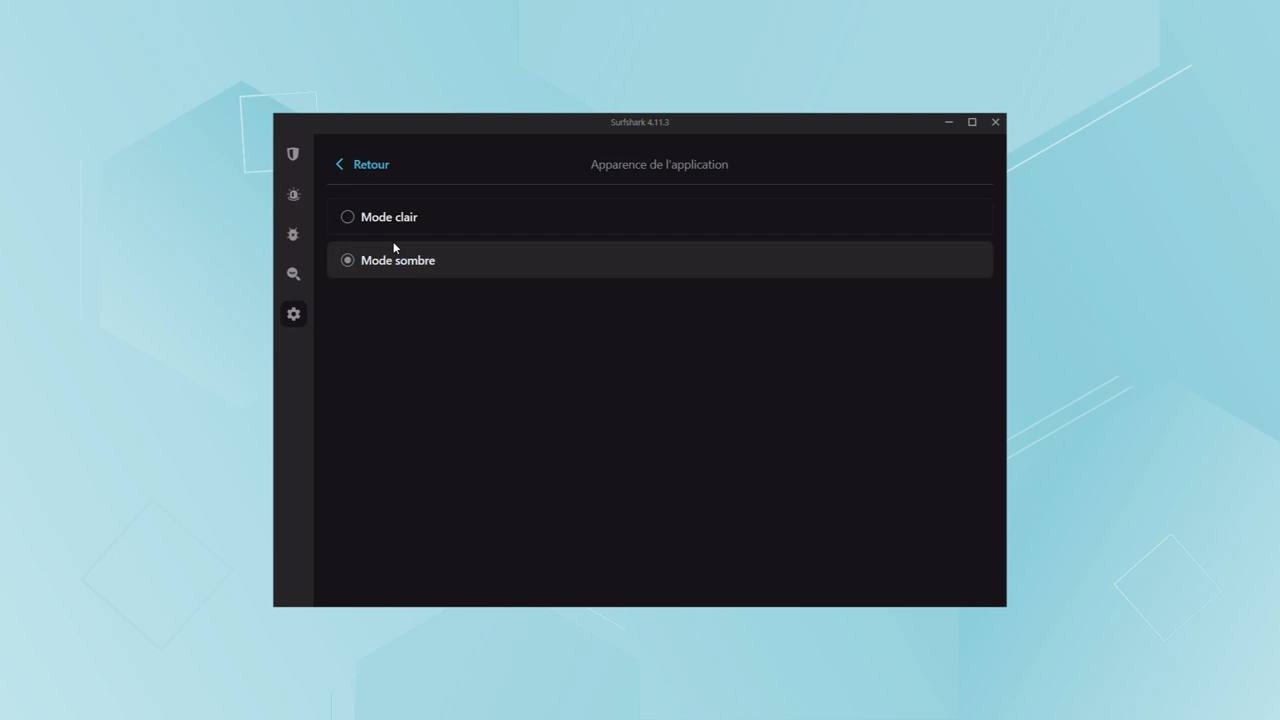 Surfshark 4.11.3
Retour
Apparence de l'application
Mode clair
Mode sombre